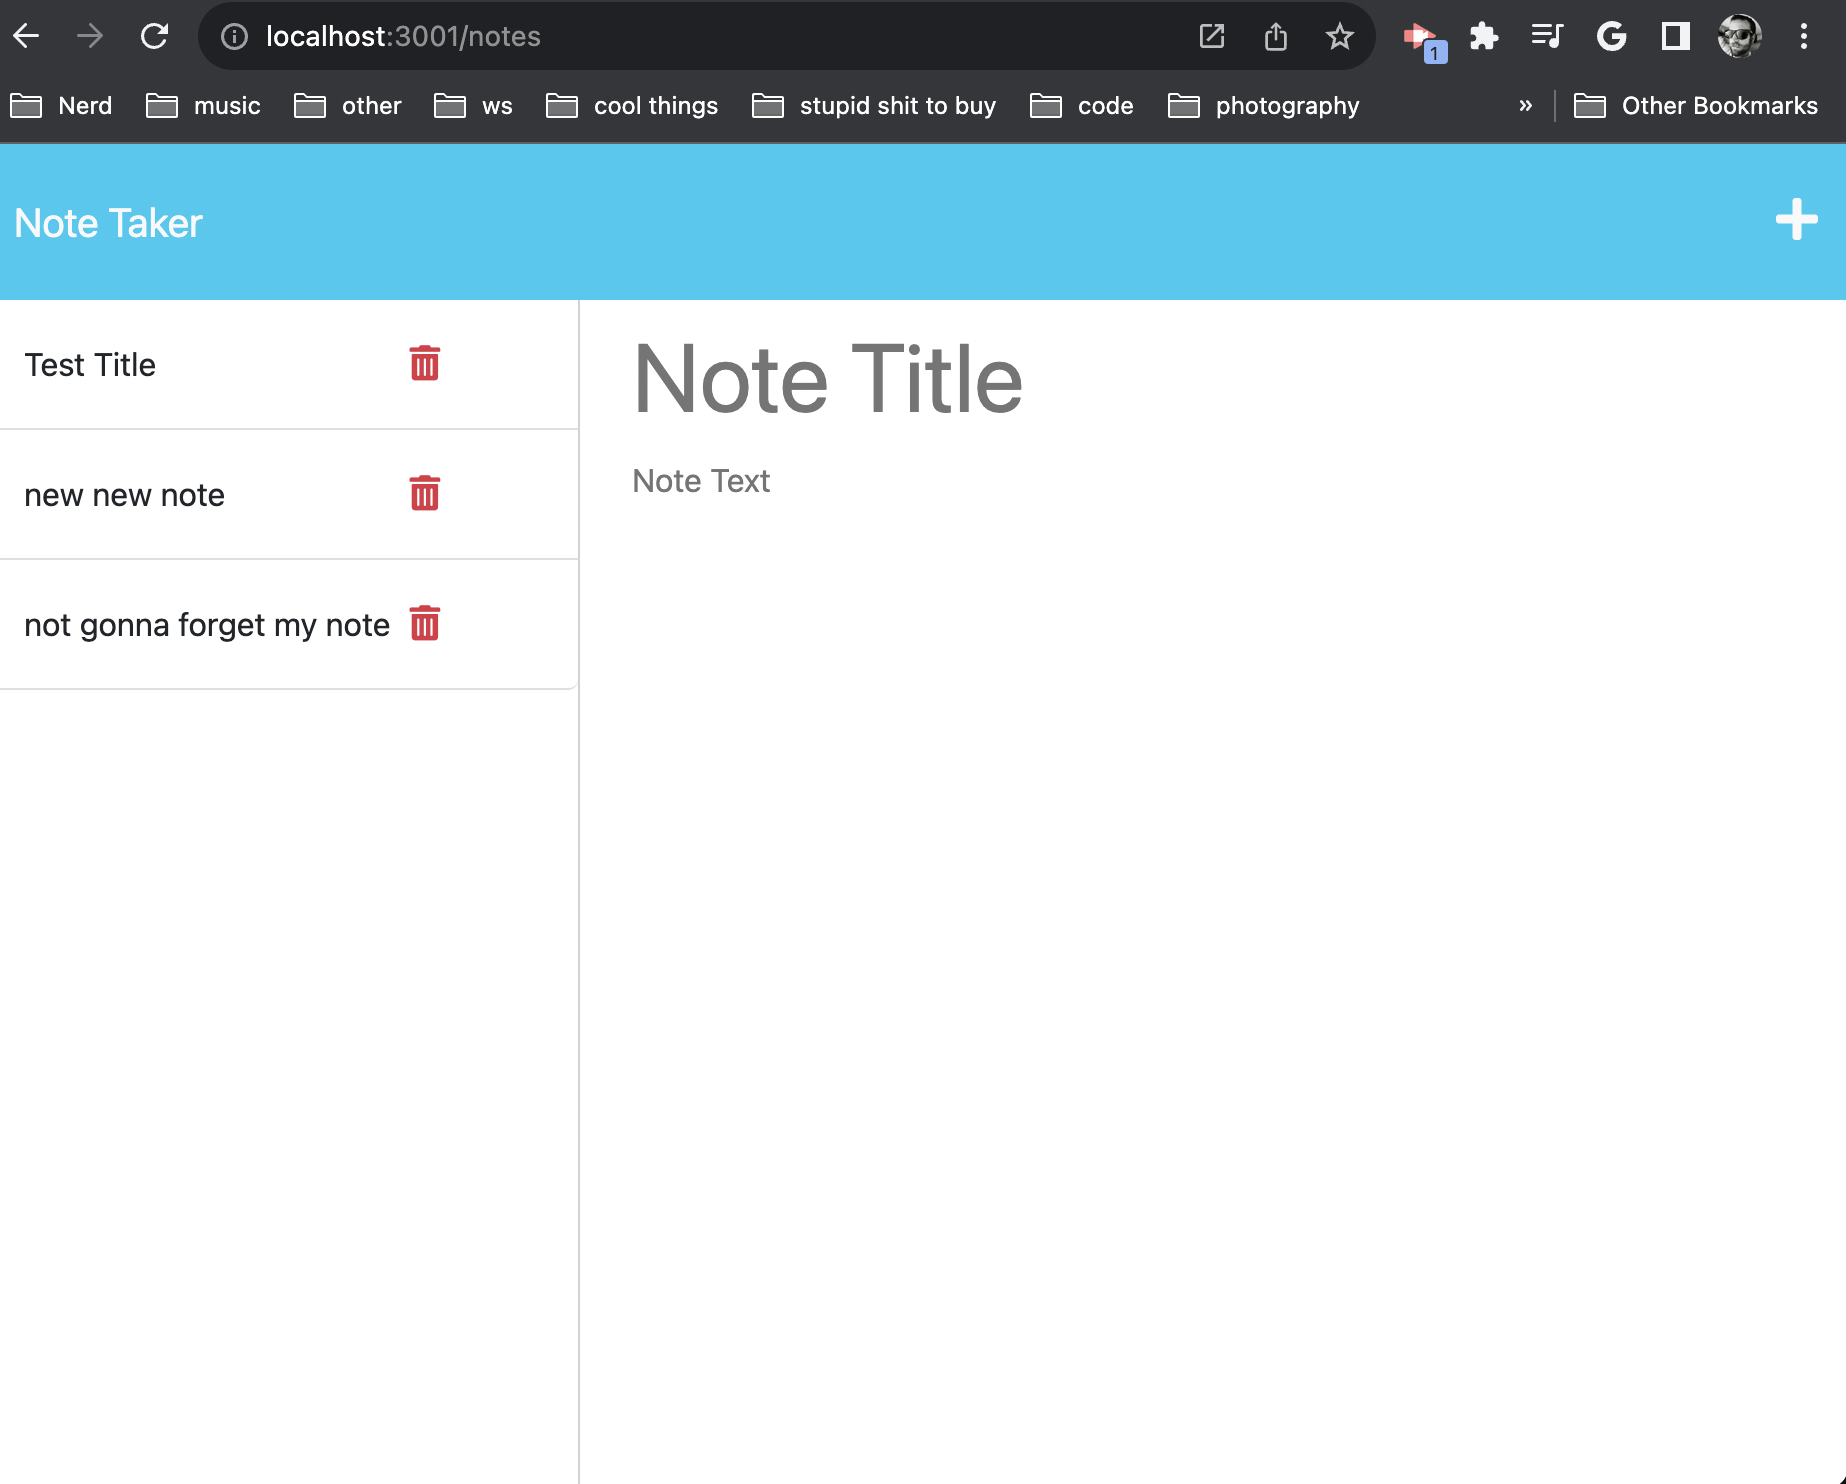 localhost:3001/notes
1
Nerd music other ws cool things stupid shit to buy code photography » Other Bookmarks
Note Taker
Test Title
new new note
not gonna forget my note
Note Title
Note Text